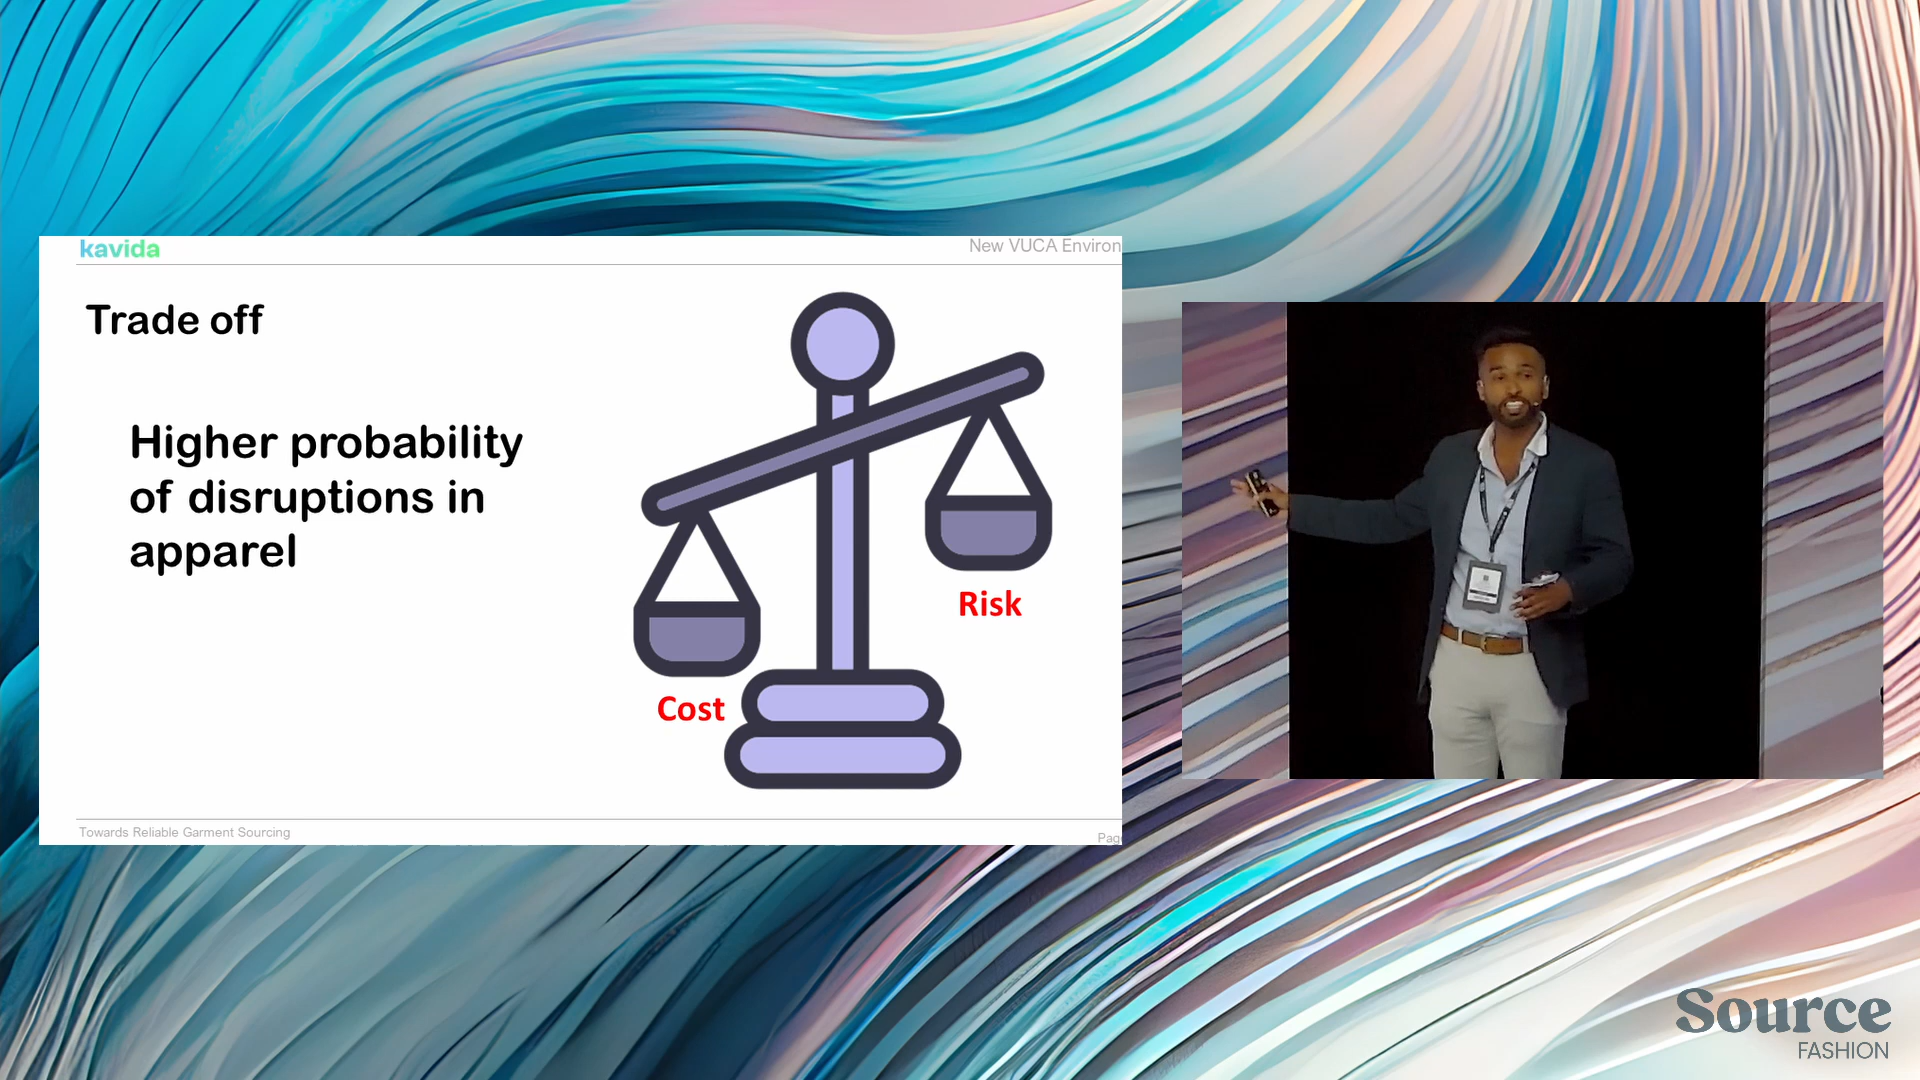 kavida
New VUCA Environ
Trade off
Higher probability
of disruptions in
apparel
Risk
Cost
Towards Reliable Garment Sourcing
Pag
Source
FASHION